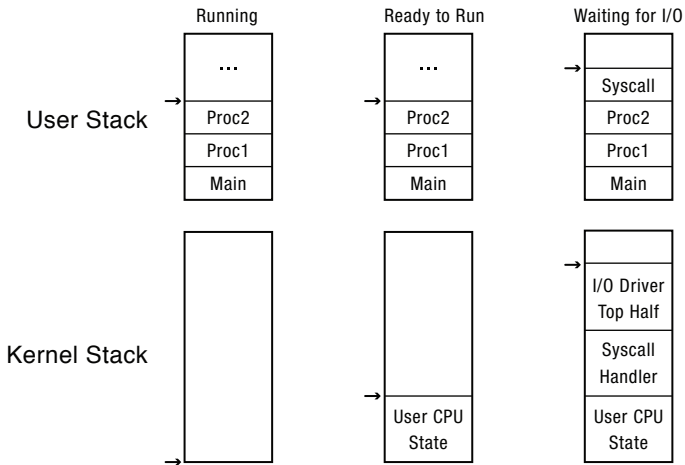 Running Ready to Run Waiting for I/O
... ...
Syscall
User Stack
Proc2 Proc2 Proc2
Proc1 Proc1 Proc1
Main Main Main
I/O Driver
Top Half
Kernel Stack
Syscall
Handler
User CPU User CPU
State State